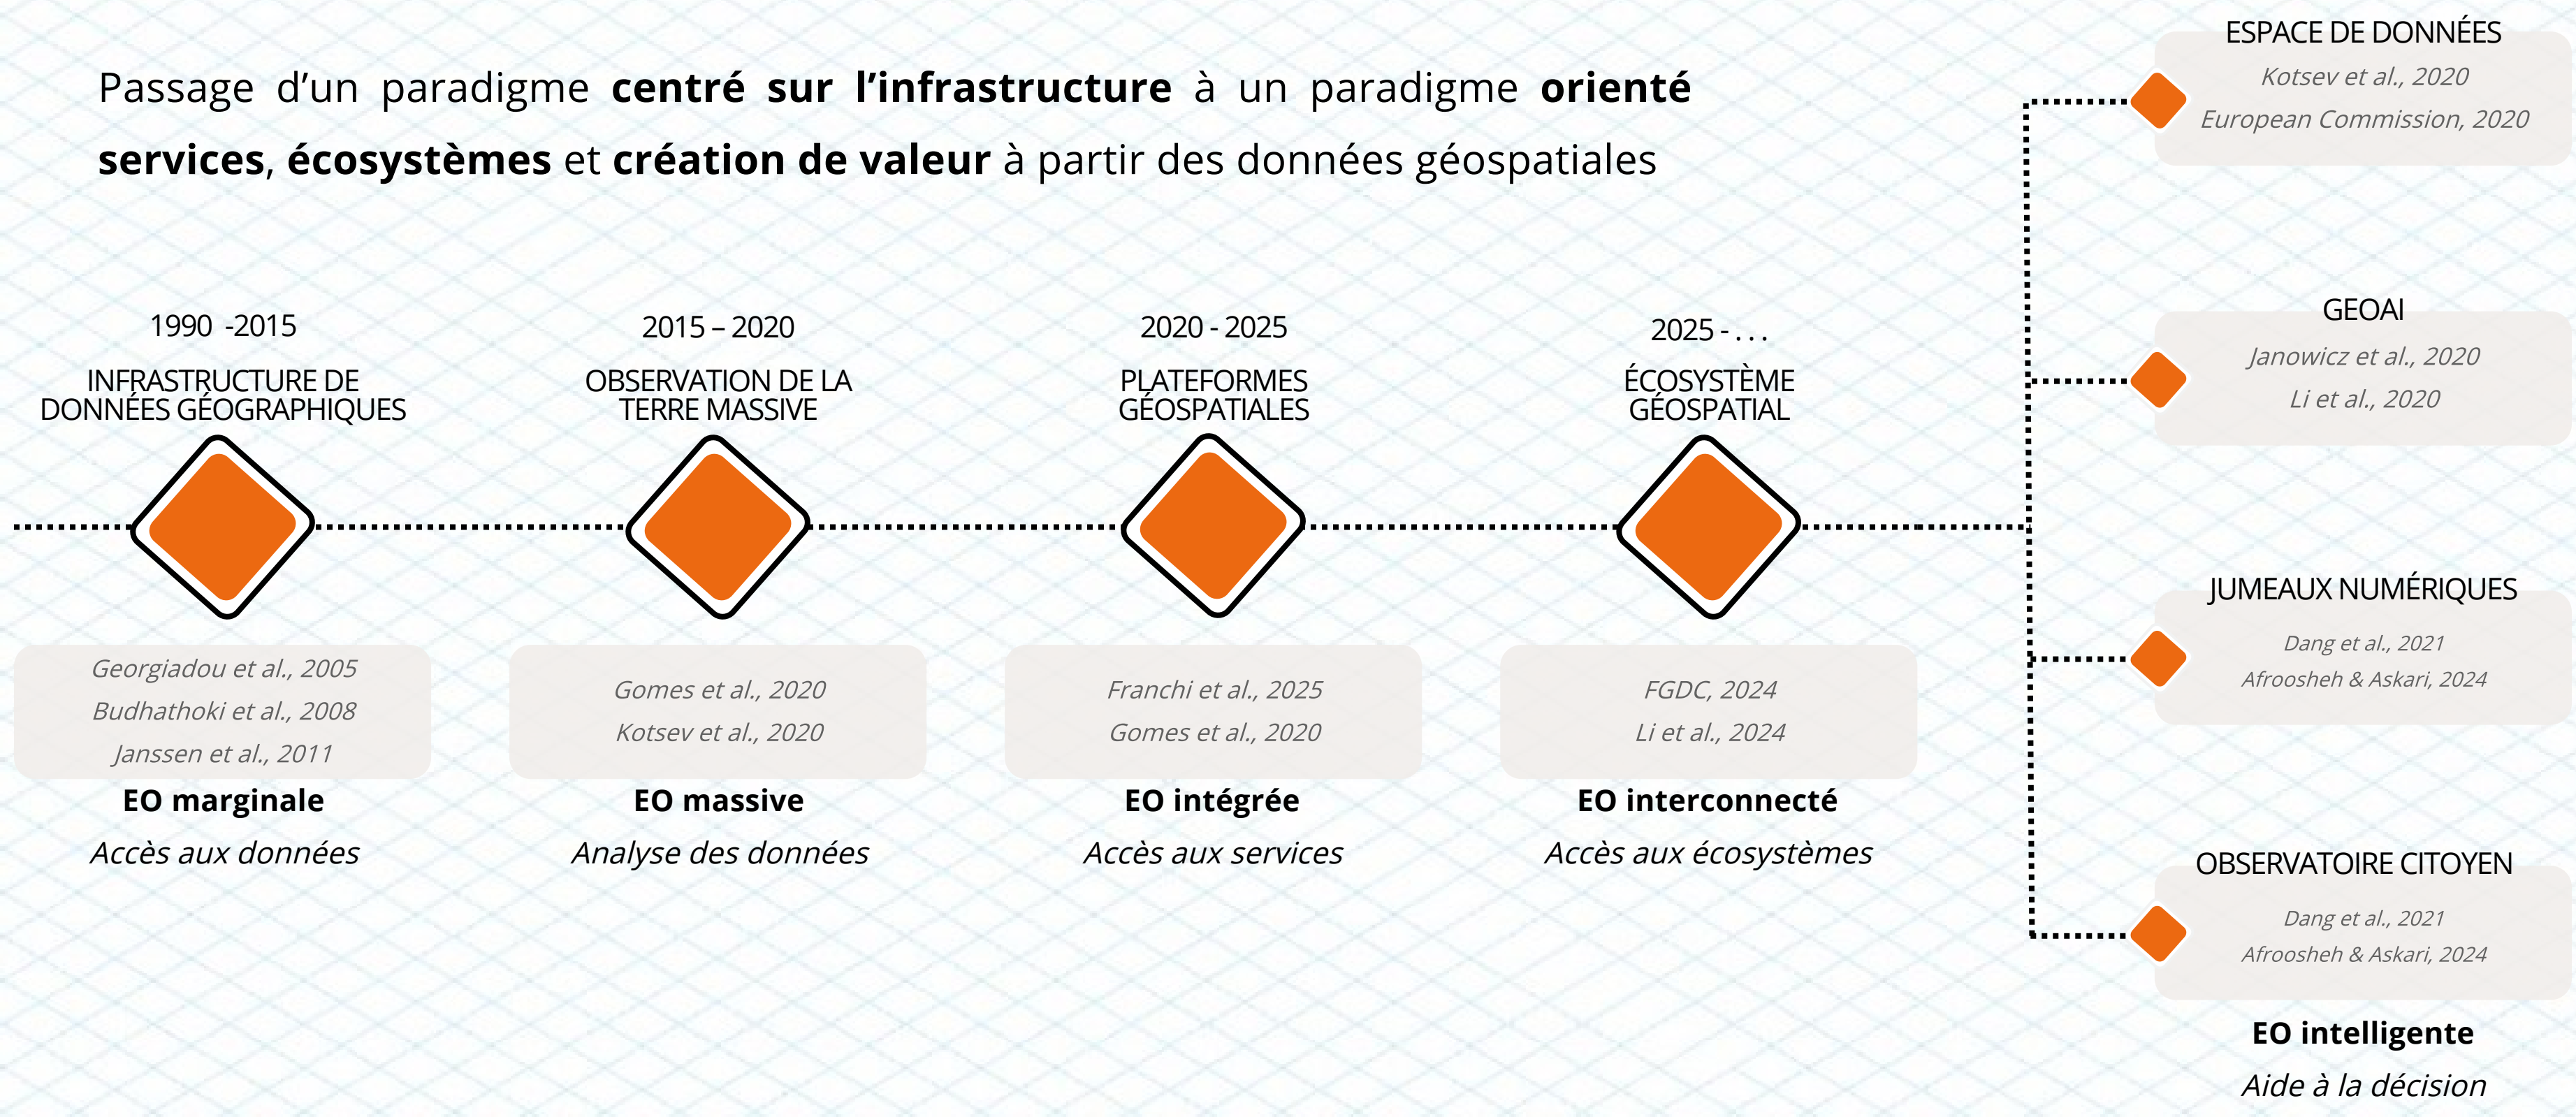 Passage d’un paradigme centré sur l’infrastructure à un paradigme orienté
services, écosystèmes et création de valeur à partir des données géospatiales
1990 -2015
INFRASTRUCTURE DE
DONNÉES GÉOGRAPHIQUES
Georgiadou et al., 2005
Budhathoki et al., 2008
Janssen et al., 2011
EO marginale
Accès aux données
2015 – 2020
OBSERVATION DE LA
TERRE MASSIVE
Gomes et al., 2020
Kotsev et al., 2020
EO massive
Analyse des données
2020 - 2025
PLATEFORMES
GÉOSPATIALES
Franchi et al., 2025
Gomes et al., 2020
EO intégrée
Accès aux services
2025 - . . .
ÉCOSYSTÈME
GÉOSPATIAL
FGDC, 2024
Li et al., 2024
EO interconnecté
Accès aux écosystèmes
ESPACE DE DONNÉES
Kotsev et al., 2020
European Commission, 2020
GEOAI
Janowicz et al., 2020
Li et al., 2020
JUMEAUX NUMÉRIQUES
Dang et al., 2021
Afroosheh & Askari, 2024
OBSERVATOIRE CITOYEN
Dang et al., 2021
Afroosheh & Askari, 2024
EO intelligente
Aide à la décision